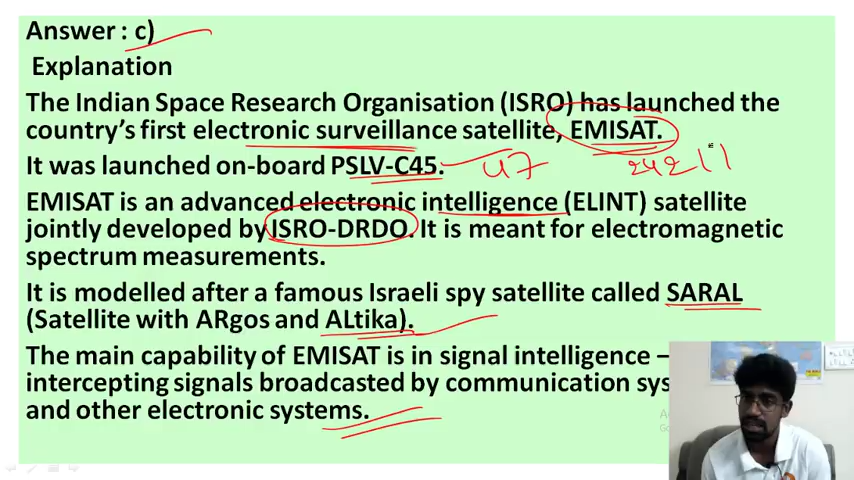 Answer : c)
Explanation
The Indian Space Research Organisation (ISRO) has launched the
country's first electronic surveillance satellite, EMISAT.
It was launched on-board PSLV-C45. 47
EMISAT is an advanced electronic intelligence (ELINT) satellite
jointly developed by ISRO-DRDO. It is meant for electromagnetic
spectrum measurements.
It is modelled after a famous Israeli spy satellite called SARAL
(Satellite with ARgos and ALtika).
The main capability of EMISAT is in signal intelligence –
intercepting signals broadcasted by communication sys
and other electronic systems.